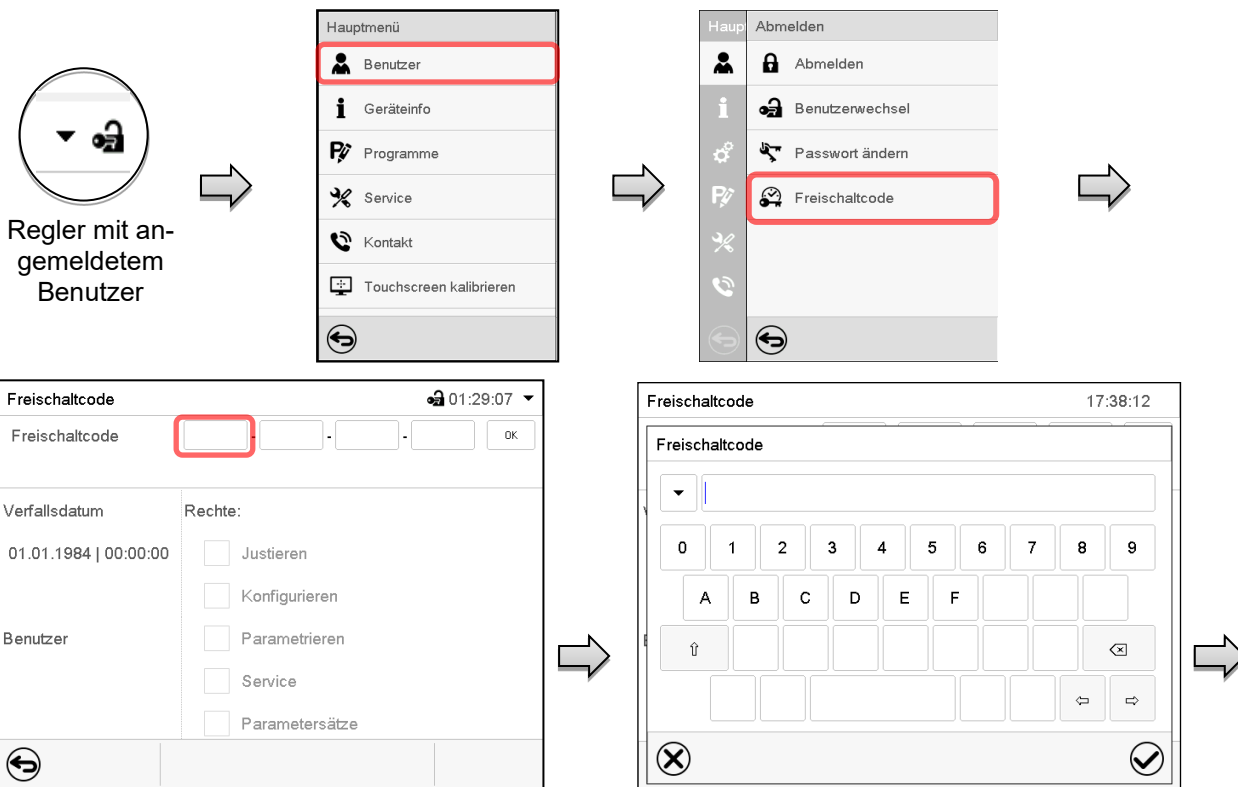 Regler mit an-
gemeldetem
Benutzer
Hauptmenü
Benutzer
Geräteinfo
Programme
Service
Kontakt
Touchscreen kalibrieren
Haup
Abmelden
Abmelden
Benutzerwechsel
Passwort ändern
Freischaltcode
Freischaltcode 01:29:07
Freischaltcode - - - OK
Verfallsdatum Rechte:
01.01.1984 | 00:00:00 Justieren
Konfigurieren
Benutzer Parametrieren
Service
Parametersätze
Freischaltcode 17:38:12
Freischaltcode
0 1 2 3 4 5 6 7 8 9
A B C D E F